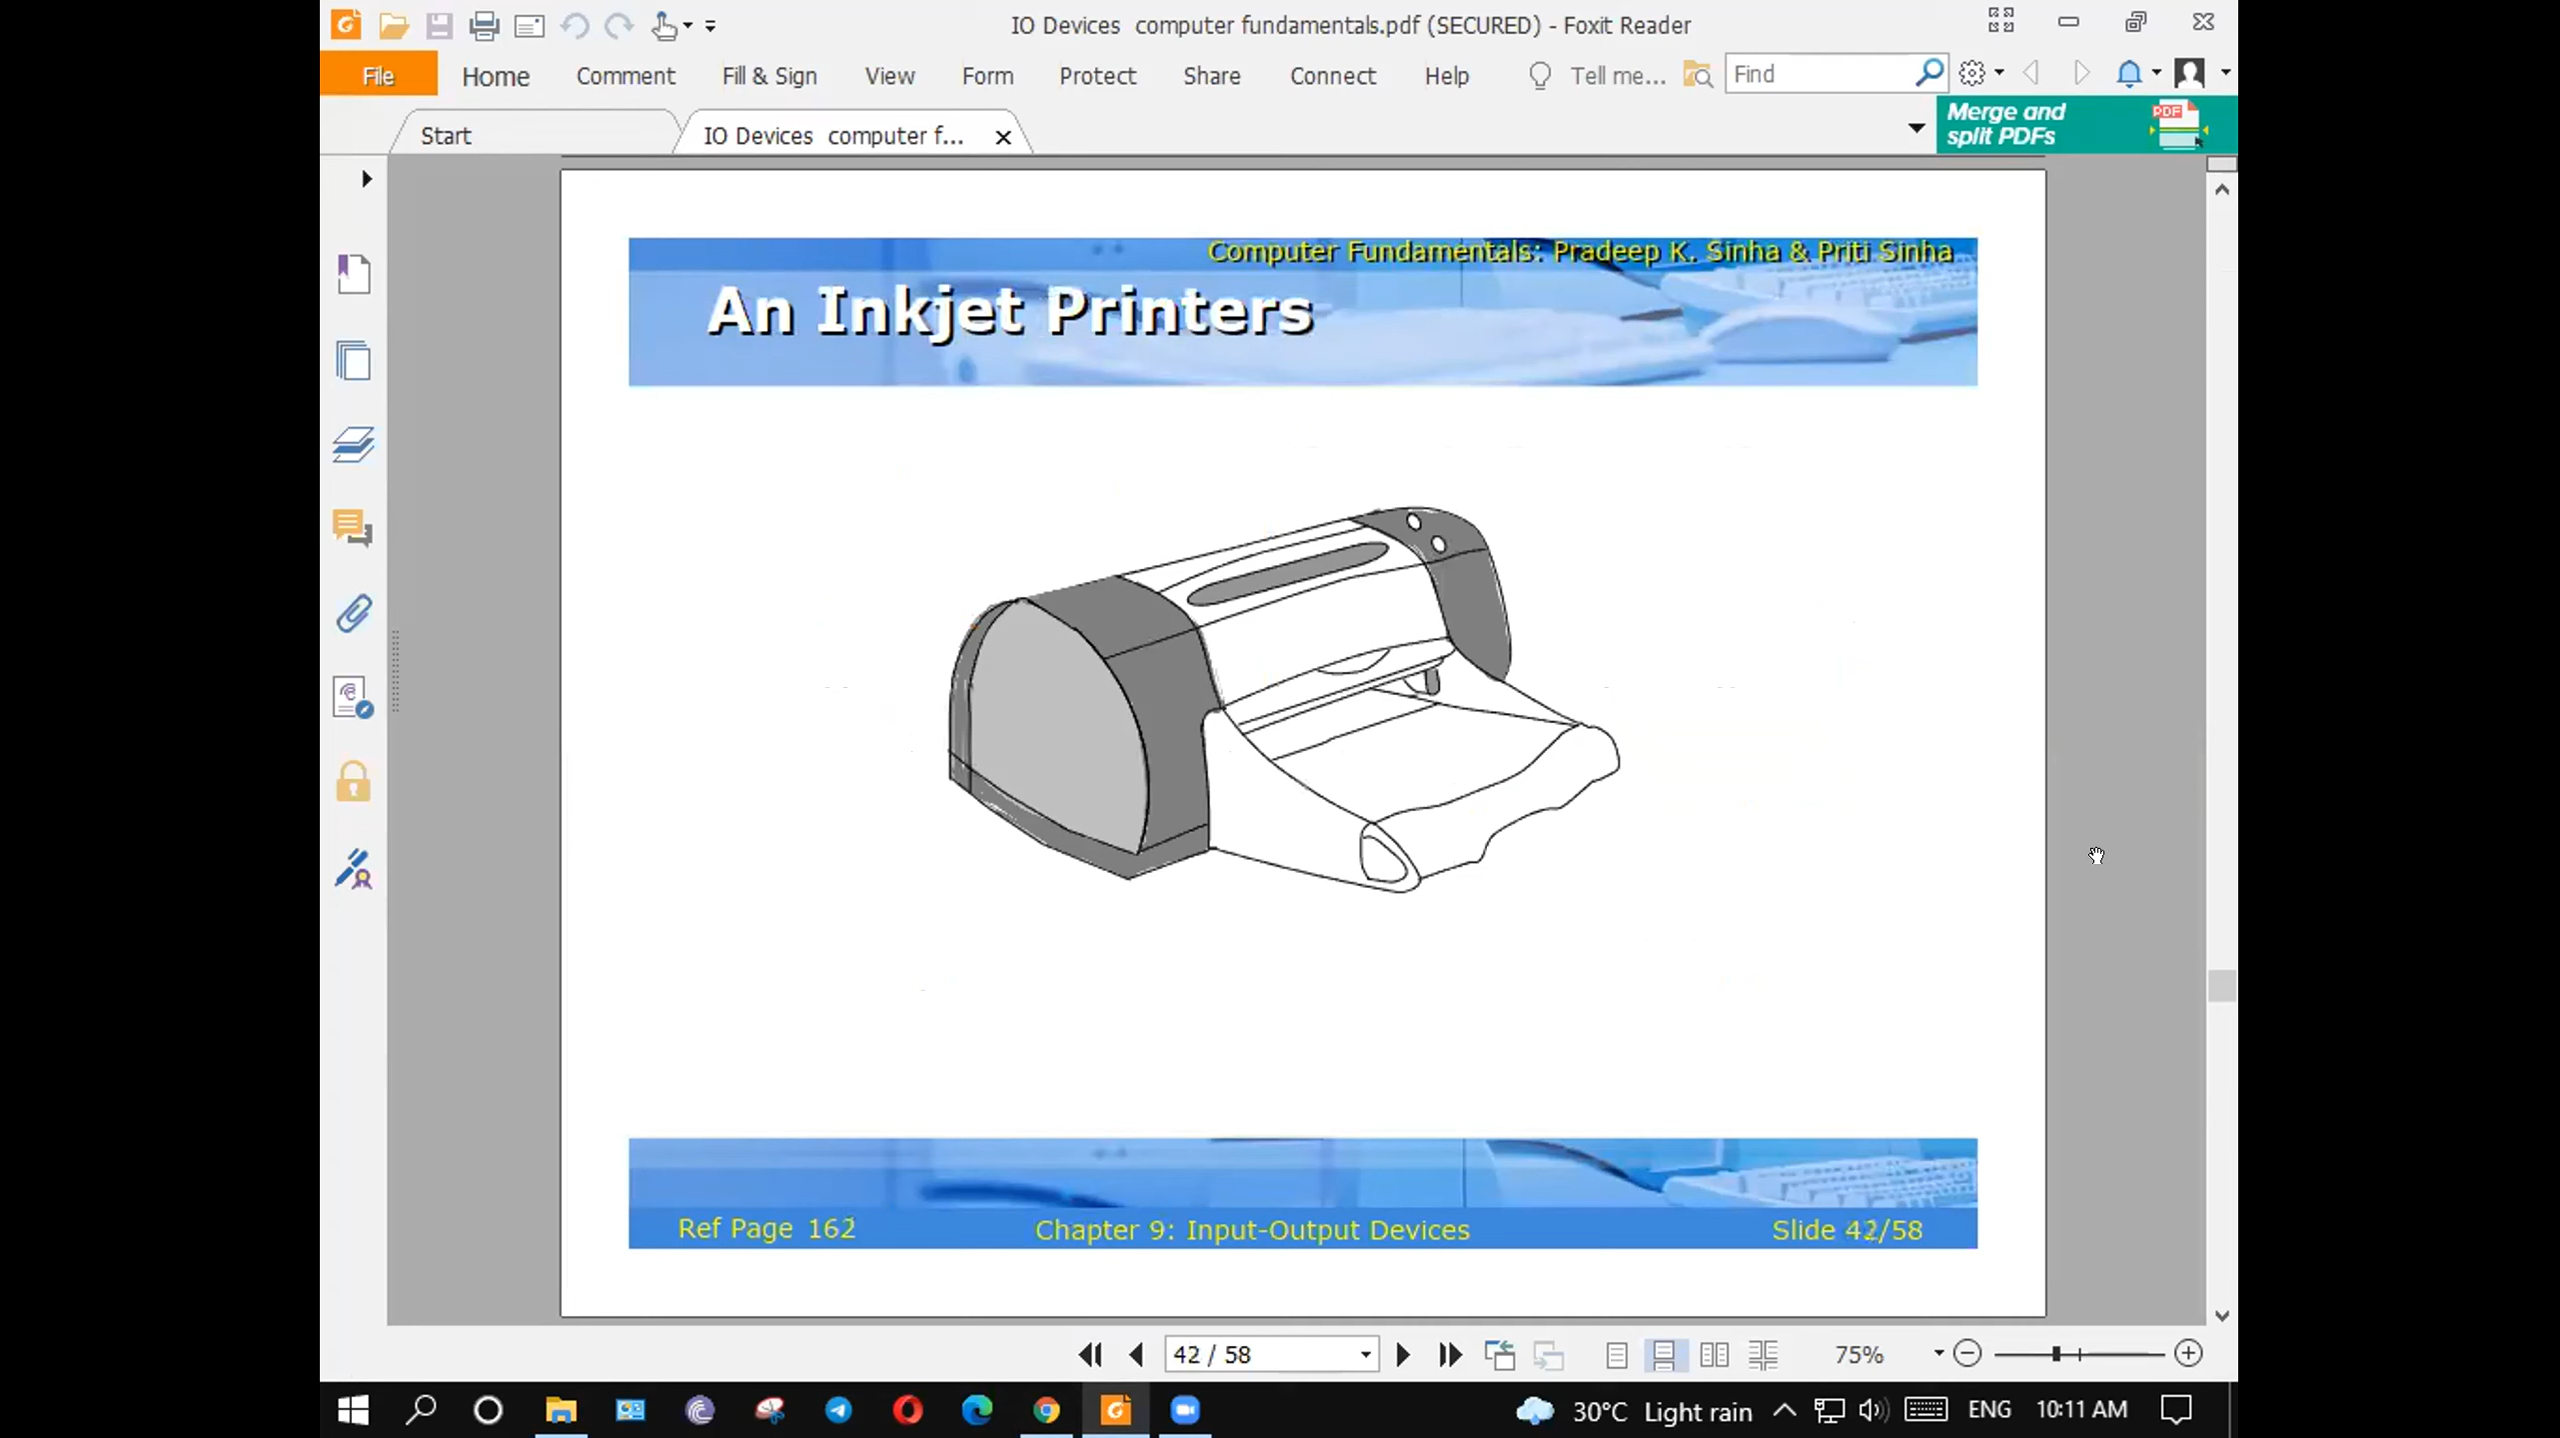 IO Devices  computer fundamentals.pdf (SECURED) - Foxit Reader
File Home Comment Fill & Sign View Form Protect Share Connect Help Tell me... Find
Start
IO Devices  computer f...
Merge and
split PDFs
PDF
Computer Fundamentals: Pradeep K. Sinha & Priti Sinha
An Inkjet Printers
Ref Page 162 Chapter 9: Input-Output Devices Slide 42/58
42 / 58 75%
30°C Light rain ENG 10:11 AM